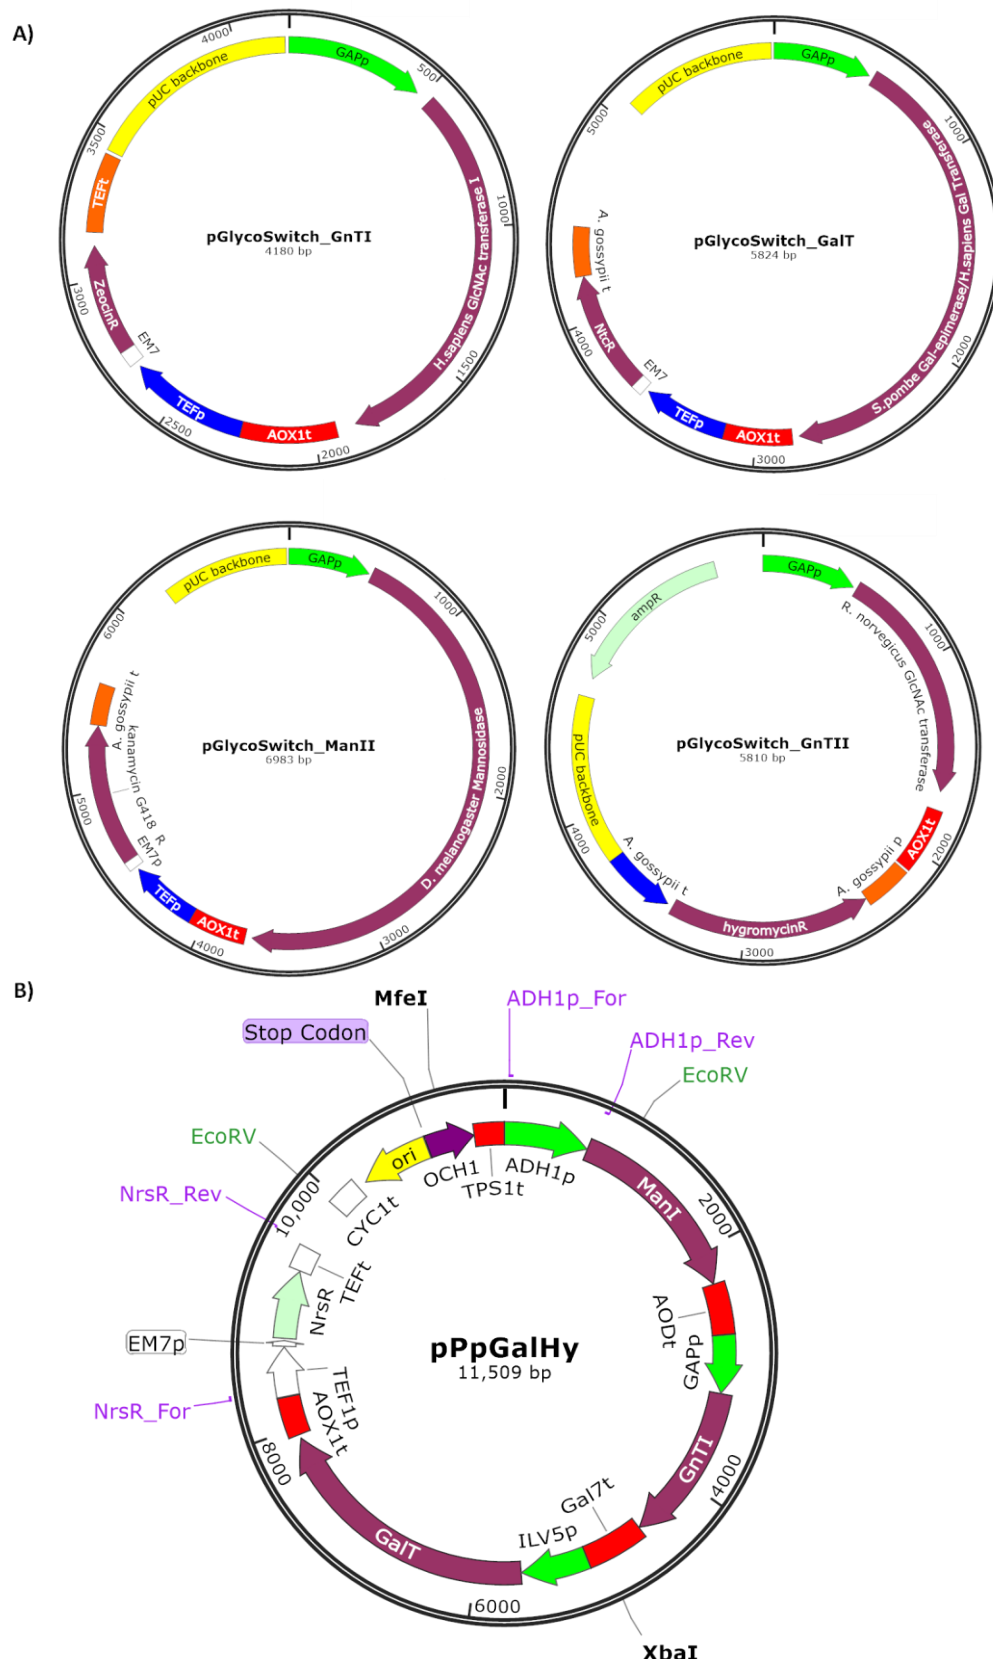 A)
4000
pUC backbone
GAPp
500
3500
TEFt
H.sapiens GlcNAc transferase I
1000
pGlycoSwitch_GnTI
4180 bp
ZeocinR
3000
EM7
TEFp
AOX1t
2500
2000
1500
pUC backbone
GAPp
5000
1000
S.pombe Gal-epimerase/H.sapiens Gal Transferase
A. gossypii t
pGlycoSwitch_GalT
5824 bp
NtcR
4000
EM7
TEFp
AOX1t
3000
2000
pUC backbone
GAPp
6000
1000
A. gossypii t
kanamycin G418 R
pGlycoSwitch_ManII
6983 bp
D. melanogaster Mannosidase
5000
EM7p
TEFp
AOX1t
4000
3000
2000
ampR
GAPp
5000
R. norvegicus GlcNAc transferase
1000
pGlycoSwitch_GnTII
5810 bp
pUC backbone
4000
A. gossypii t
A. gossypii p
AOX1t
2000
hygromycinR
3000
B)
MfeI
ADH1p_For
Stop Codon
ADH1p_Rev
EcoRV
EcoRV
ori
OCH1
TPS1t
ADH1p
NrsR_Rev
10,000
CYC1t
ManI
2000
TEFt
NrsR
AODt
EM7p
pPpGalHy
11,509 bp
GAPp
NrsR_For
TEF1p
AOX1t
8000
GnTI
4000
Gal7t
ILV5p
GalT
6000
XbaI